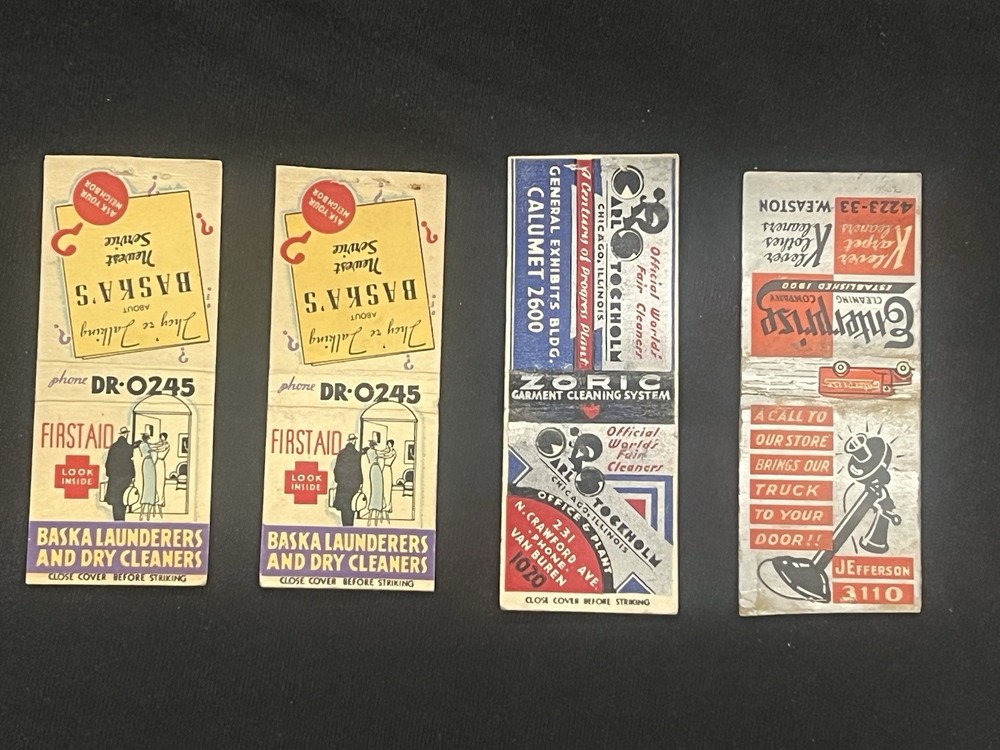 ASK YOUR
NEIGHBOR
They're Talking
ABOUT
BASKA'S
Newest
Service
phone DR·0245
FIRST AID
LOOK
INSIDE
BASKA LAUNDERERS
AND DRY CLEANERS
CLOSE COVER BEFORE STRIKING
ASK YOUR
NEIGHBOR
They're Talking
ABOUT
BASKA'S
Newest
Service
phone DR·0245
FIRST AID
LOOK
INSIDE
BASKA LAUNDERERS
AND DRY CLEANERS
CLOSE COVER BEFORE STRIKING
Official World's
Fair Cleaners
CARL STOCKHOLM
CHICAGO, ILLINOIS
A Century of Progress Plant
GENERAL EXHIBITS BLDG.
CALUMET 2600
ZORIC
GARMENT CLEANING SYSTEM
Official
World's
Fair
Cleaners
CARL STOCKHOLM
CHICAGO, ILLINOIS
OFFICE & PLANT
231
N. CRAWFORD AVE.
·PHONE·
VAN BUREN
1020
CLOSE COVER BEFORE STRIKING
Enterprise
CLEANING
COMPANY
ESTABLISHED 1900
Klever
Karpet
Kleaners
Klever
Klothes
Kleaners
4223-33 W. EASTON
Enterprise
A CALL TO
OUR STORE
BRINGS OUR
TRUCK
TO YOUR
DOOR!!
JEFFERSON
3110